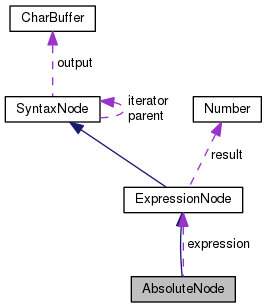 CharBuffer
output
SyntaxNode
iterator
parent
Number
result
ExpressionNode
expression
AbsoluteNode